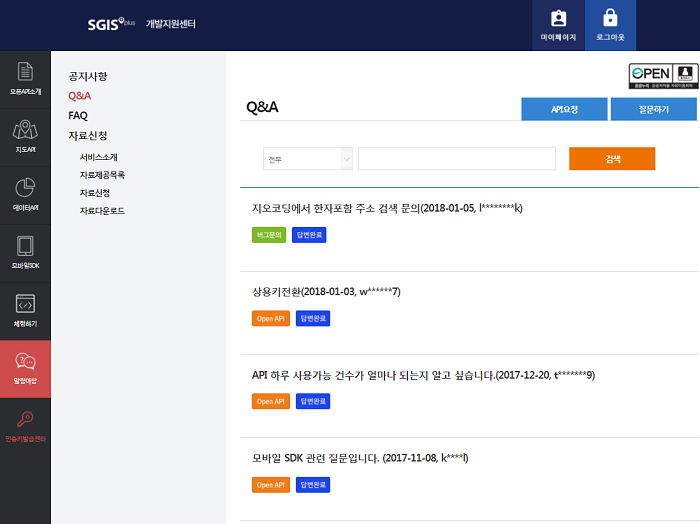 SGIS plus 개발지원센터
마이페이지
로그아웃
오픈API소개
지도API
데이터API
모바일SDK
체험하기
알림마당
인증키발급센터
공지사항
Q&A
FAQ
자료신청
서비스소개
자료제공목록
자료신청
자료다운로드
OPEN
공공누리 공공저작물 자유이용허락
Q&A
API요청
질문하기
전부
검색
지오코딩에서 한자포함 주소 검색 문의(2018-01-05, l********k)
버그문의 답변완료
상용키전환(2018-01-03, w******7)
Open API 답변완료
API 하루 사용가능 건수가 얼마나 되는지 알고 싶습니다.(2017-12-20, t*******9)
Open API 답변완료
모바일 SDK 관련 질문입니다. (2017-11-08, k****l)
Open API 답변완료